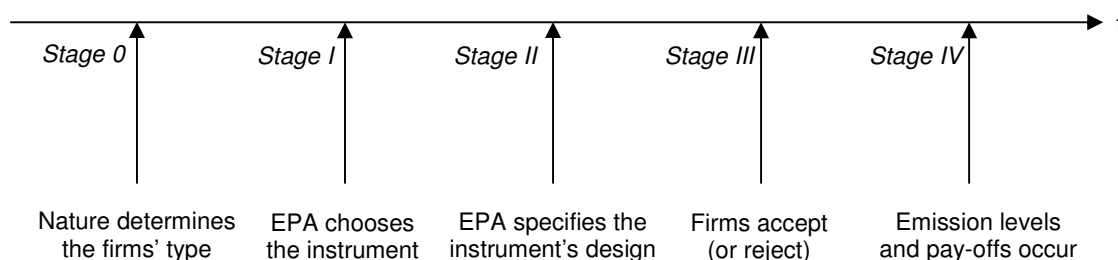 Stage 0
Stage I
Stage II
Stage III
Stage IV
Nature determines
the firms' type
EPA chooses
the instrument
EPA specifies the
instrument's design
Firms accept
(or reject)
Emission levels
and pay-offs occur